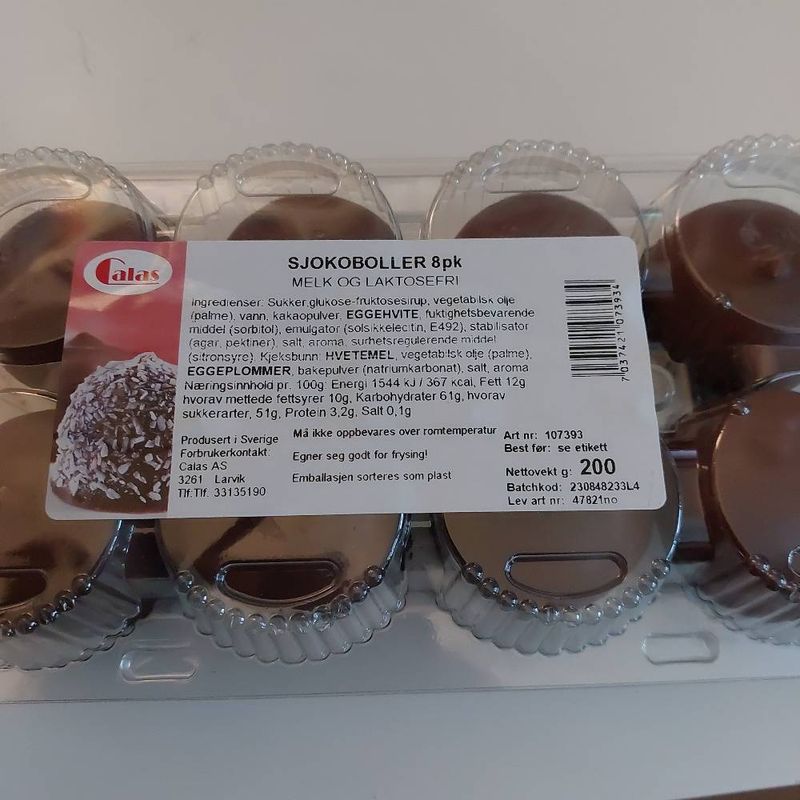 Calas
SJOKOBOLLER 8pk
MELK OG LAKTOSEFRI
Ingredienser: Sukker,glukose-fruktosesirup, vegetabilsk olje
(palme), vann, kakaopulver, EGGEHVITE, fuktighetsbevarende
middel (sorbitol), emulgator (solsikkelecitin, E492), stabilisator
(agar, pektiner), salt, aroma, surhetsregulerende middel
(sitronsyre). Kjeksbunn: HVETEMEL, vegetabilsk olje (palme),
EGGEPLOMMER, bakepulver (natriumkarbonat), salt, aroma
Næringsinnhold pr. 100g: Energi 1544 kJ / 367 kcal, Fett 12g
hvorav mettede fettsyrer 10g, Karbohydrater 61g, hvorav
sukkerarter, 51g, Protein 3,2g, Salt 0,1g
Produsert i Sverige
Forbrukerkontakt:
Calas AS
3261 Larvik
Tlf:Tlf. 33135190
Må ikke oppbevares over romtemperatur
Egner seg godt for frysing!
Emballasjen sorteres som plast
Art nr: 107393
Best før: se etikett
Nettovekt g: 200
Batchkod: 230848233L4
Lev art nr: 47821no
7 037421 073934